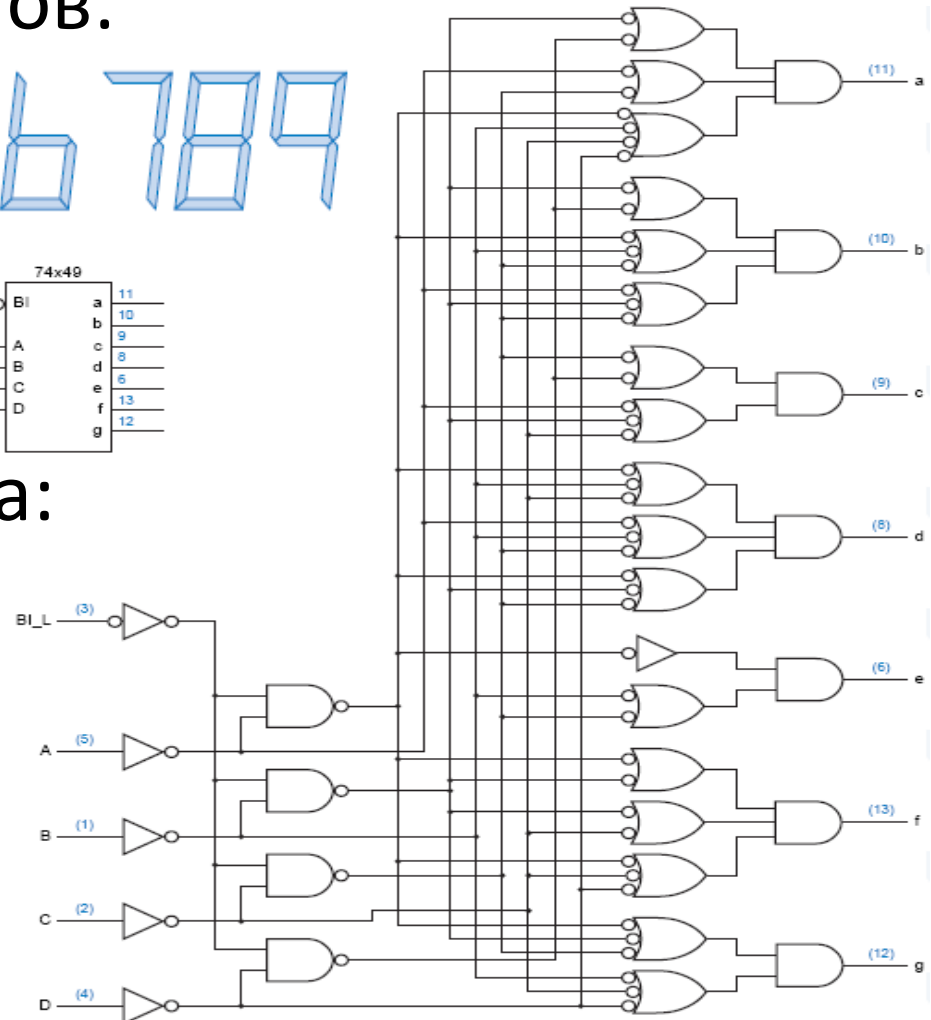 ов.
6789
74x49
BI
A
B
C
D
a
b
c
d
e
f
g
11
10
9
8
6
13
12
а:
BI_L (3)
A (5)
B (1)
C (2)
D (4)
(11) a
(10) b
(9) c
(8) d
(6) e
(13) f
(12) g